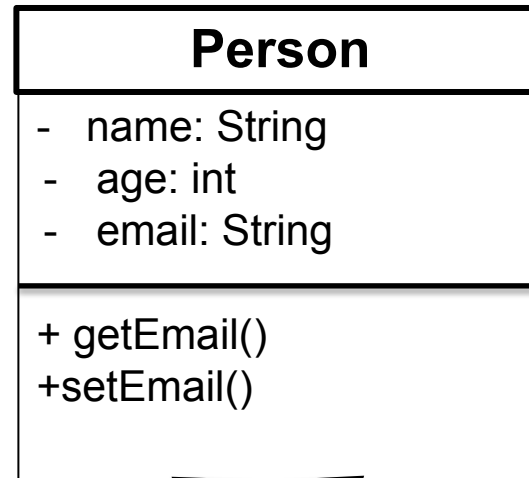 Person
- name: String
- age: int
- email: String
+ getEmail()
+setEmail()